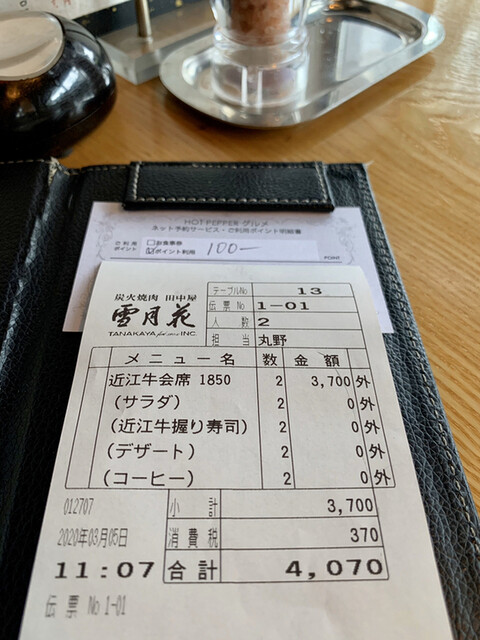 HOT PEPPER グルメ
ネット予約サービス・ご利用ポイント明細書
ご利用ポイント
お食事券
ポイント利用
100-
POINT
炭火焼肉 田中屋
雪月花
TANAKAYA INC.
テーブルNo 13
伝票No 1-01
人数 2
担当 丸野
メニュー名 数 金額
近江牛会席 1850 2 3,700外
(サラダ) 2 0外
(近江牛握り寿司) 2 0外
(デザート) 2 0外
(コーヒー) 2 0外
012707 小計 3,700
2020年03月05日 消費税 370
11:07 合計 4,070
伝票 No 1-01